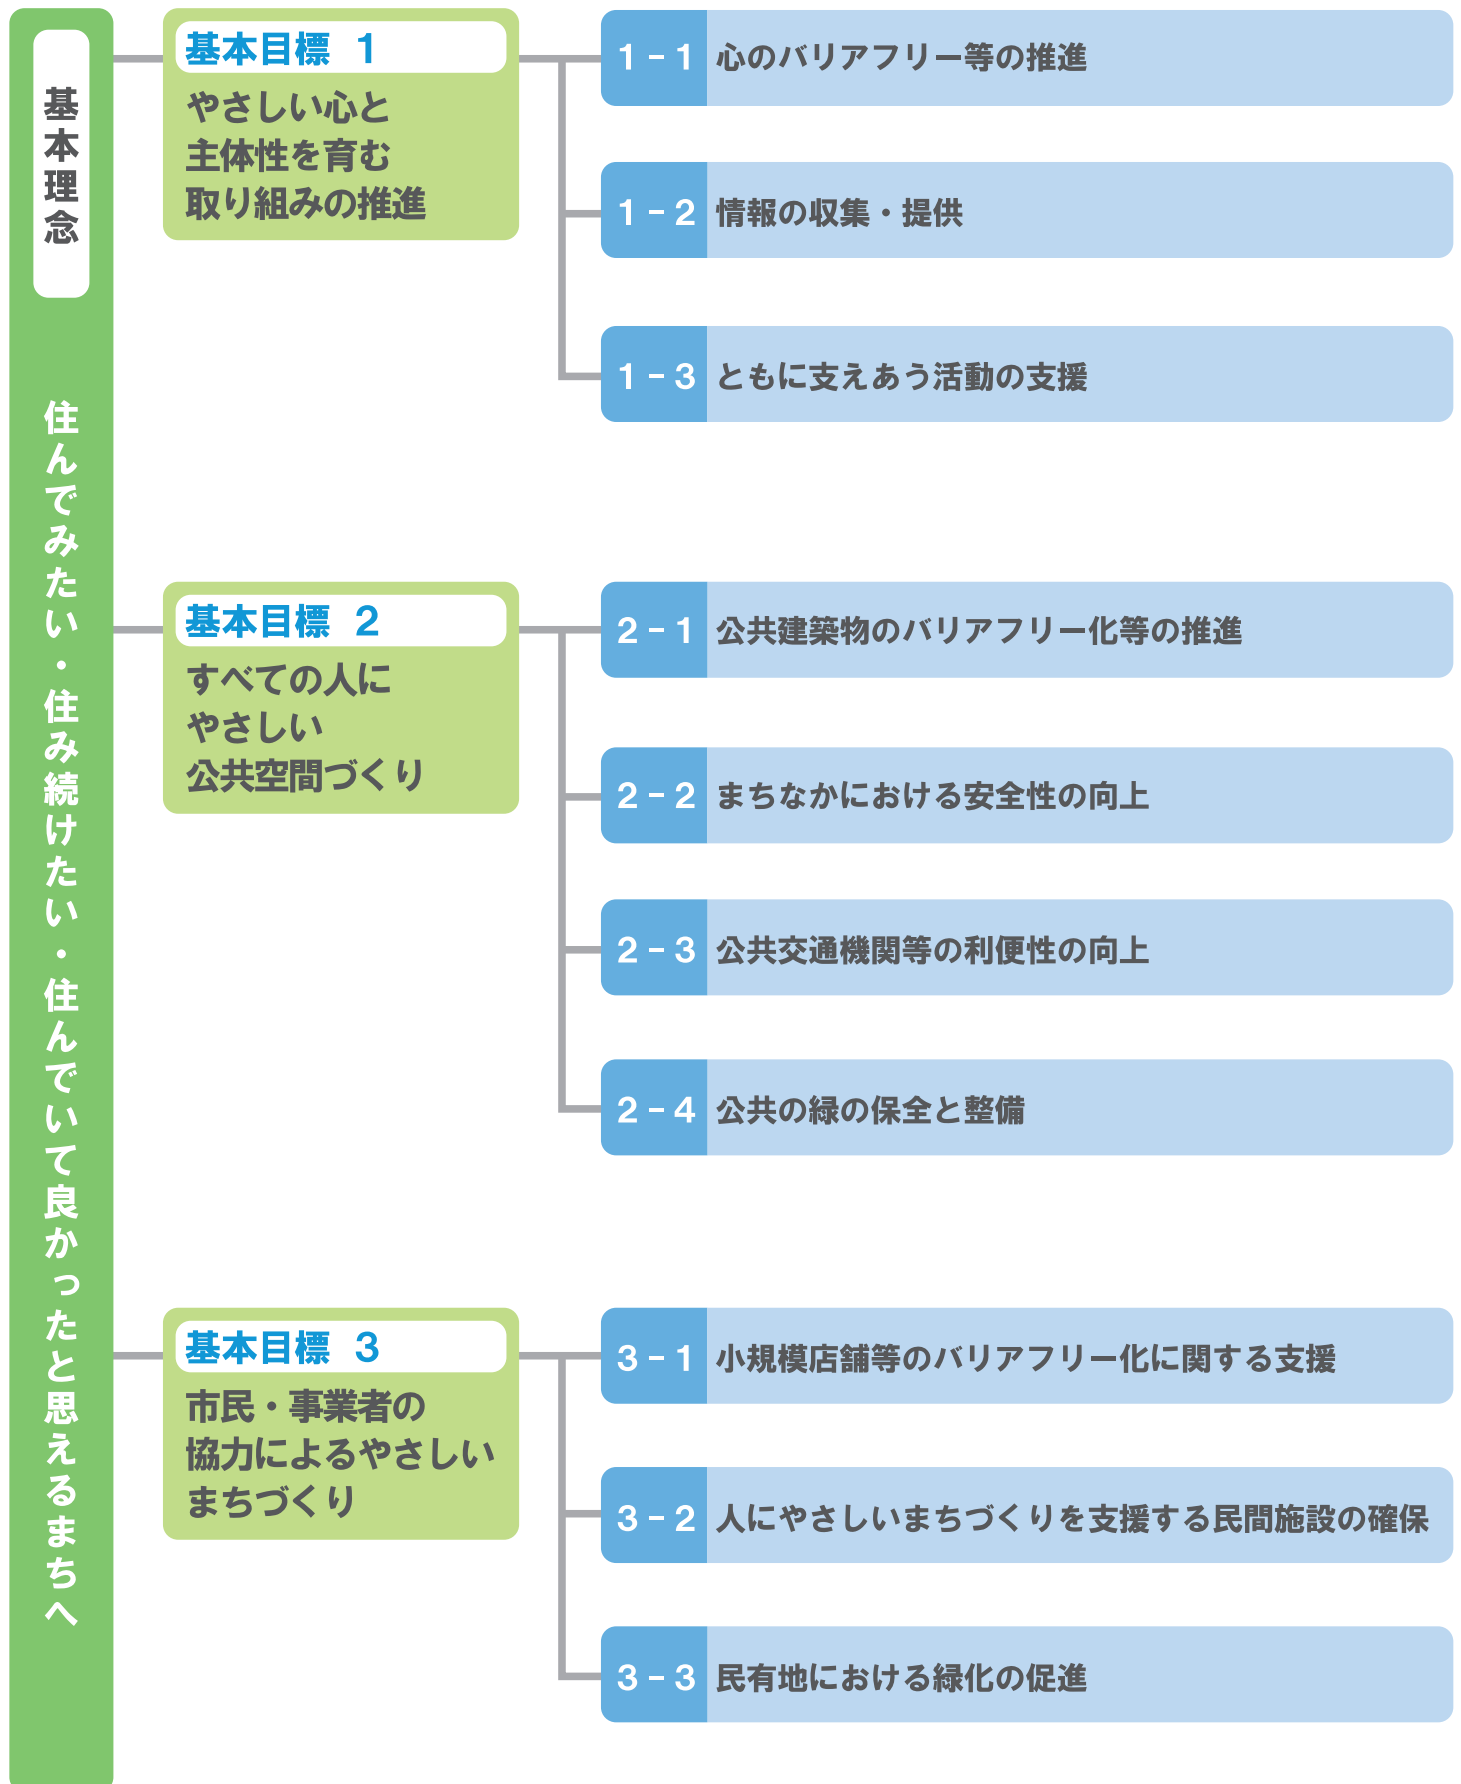 基本理念
住んでみたい・住み続けたい・住んでいて良かったと思えるまちへ
基本目標 1
やさしい心と
主体性を育む
取り組みの推進
1-1 心のバリアフリー等の推進
1-2 情報の収集・提供
1-3 ともに支えあう活動の支援
基本目標 2
すべての人に
やさしい
公共空間づくり
2-1 公共建築物のバリアフリー化等の推進
2-2 まちなかにおける安全性の向上
2-3 公共交通機関等の利便性の向上
2-4 公共の緑の保全と整備
基本目標 3
市民・事業者の
協力によるやさしい
まちづくり
3-1 小規模店舗等のバリアフリー化に関する支援
3-2 人にやさしいまちづくりを支援する民間施設の確保
3-3 民有地における緑化の促進